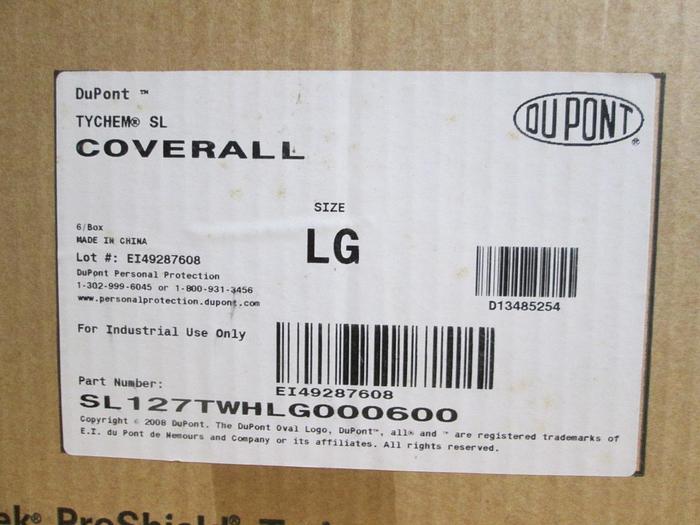 DuPont ™
TYCHEM® SL
COVERALL
DU PONT®
SIZE
LG
6/Box
MADE IN CHINA
Lot #: EI49287608
DuPont Personal Protection
1-302-999-6045 or 1-800-931-3456
www.personalprotection.dupont.com
D13485254
For Industrial Use Only
EI49287608
Part Number:
SL127TWHLG000600
Copyright © 2008 DuPont. The DuPont Oval Logo, DuPont™, all® and ™ are registered trademarks of
E.I. du Pont de Nemours and Company or its affiliates. All rights reserved.
ProShield®